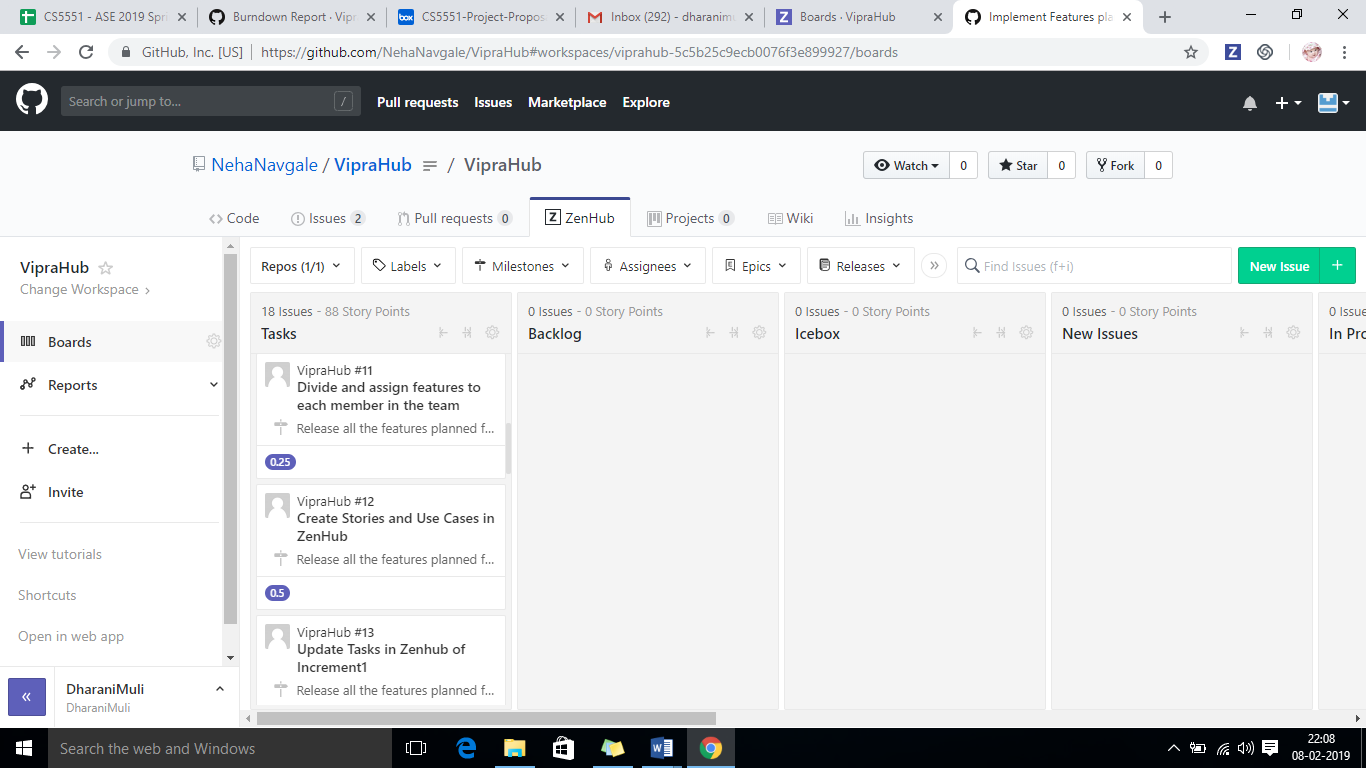 CS5551 - ASE 2019 Spri
Burndown Report · Vipr
CS5551-Project-Propos
Inbox (292) - dharanimu
Boards · VipraHub
Implement Features pla
GitHub, Inc. [US] | https://github.com/NehaNavgale/VipraHub#workspaces/viprahub-5c5b25c9ecb0076f3e899927/boards
Search or jump to... /
Pull requests Issues Marketplace Explore
NehaNavgale / VipraHub / VipraHub
Watch 0 Star 0 Fork 0
Code Issues 2 Pull requests 0 ZenHub Projects 0 Wiki Insights
VipraHub
Change Workspace
Boards
Reports
Create...
Invite
View tutorials
Shortcuts
Open in web app
DharaniMuli
DharaniMuli
Repos (1/1) Labels Milestones Assignees Epics Releases Find Issues (f+i) New Issue
18 Issues - 88 Story Points
Tasks
VipraHub #11
Divide and assign features to
each member in the team
Release all the features planned f...
0.25
VipraHub #12
Create Stories and Use Cases in
ZenHub
Release all the features planned f...
0.5
VipraHub #13
Update Tasks in Zenhub of
Increment1
Release all the features planned f...
0 Issues - 0 Story Points
Backlog
0 Issues - 0 Story Points
Icebox
0 Issues - 0 Story Points
New Issues
0 Issue
In Pro
Search the web and Windows
22:08
08-02-2019